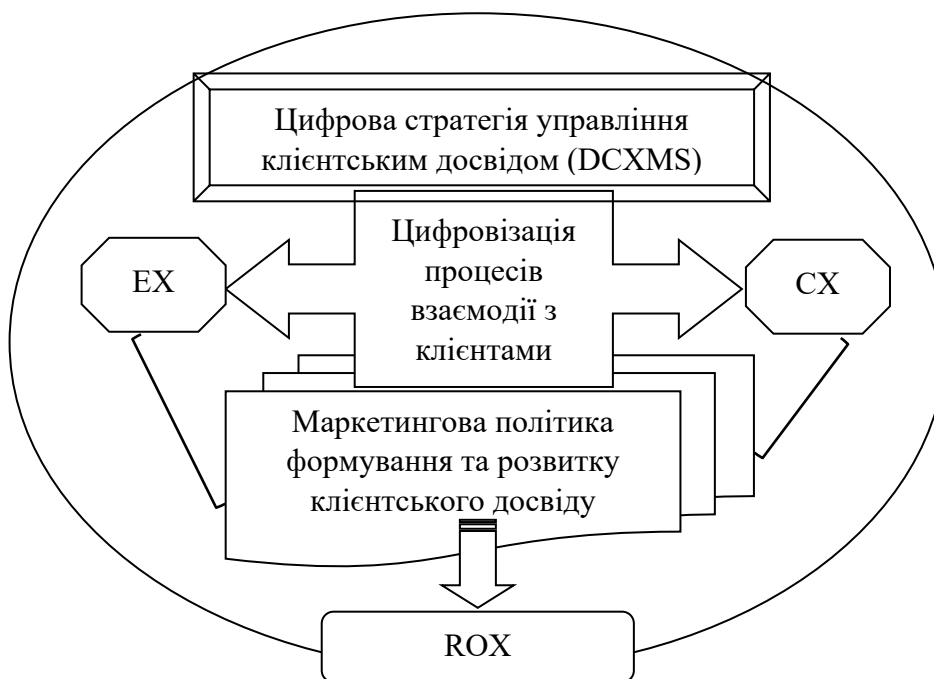 Цифрова стратегія управління
клієнтським досвідом (DCXMS)
Цифровізація
процесів
взаємодії з
клієнтами
EX
CX
Маркетингова політика
формування та розвитку
клієнтського досвіду
ROX